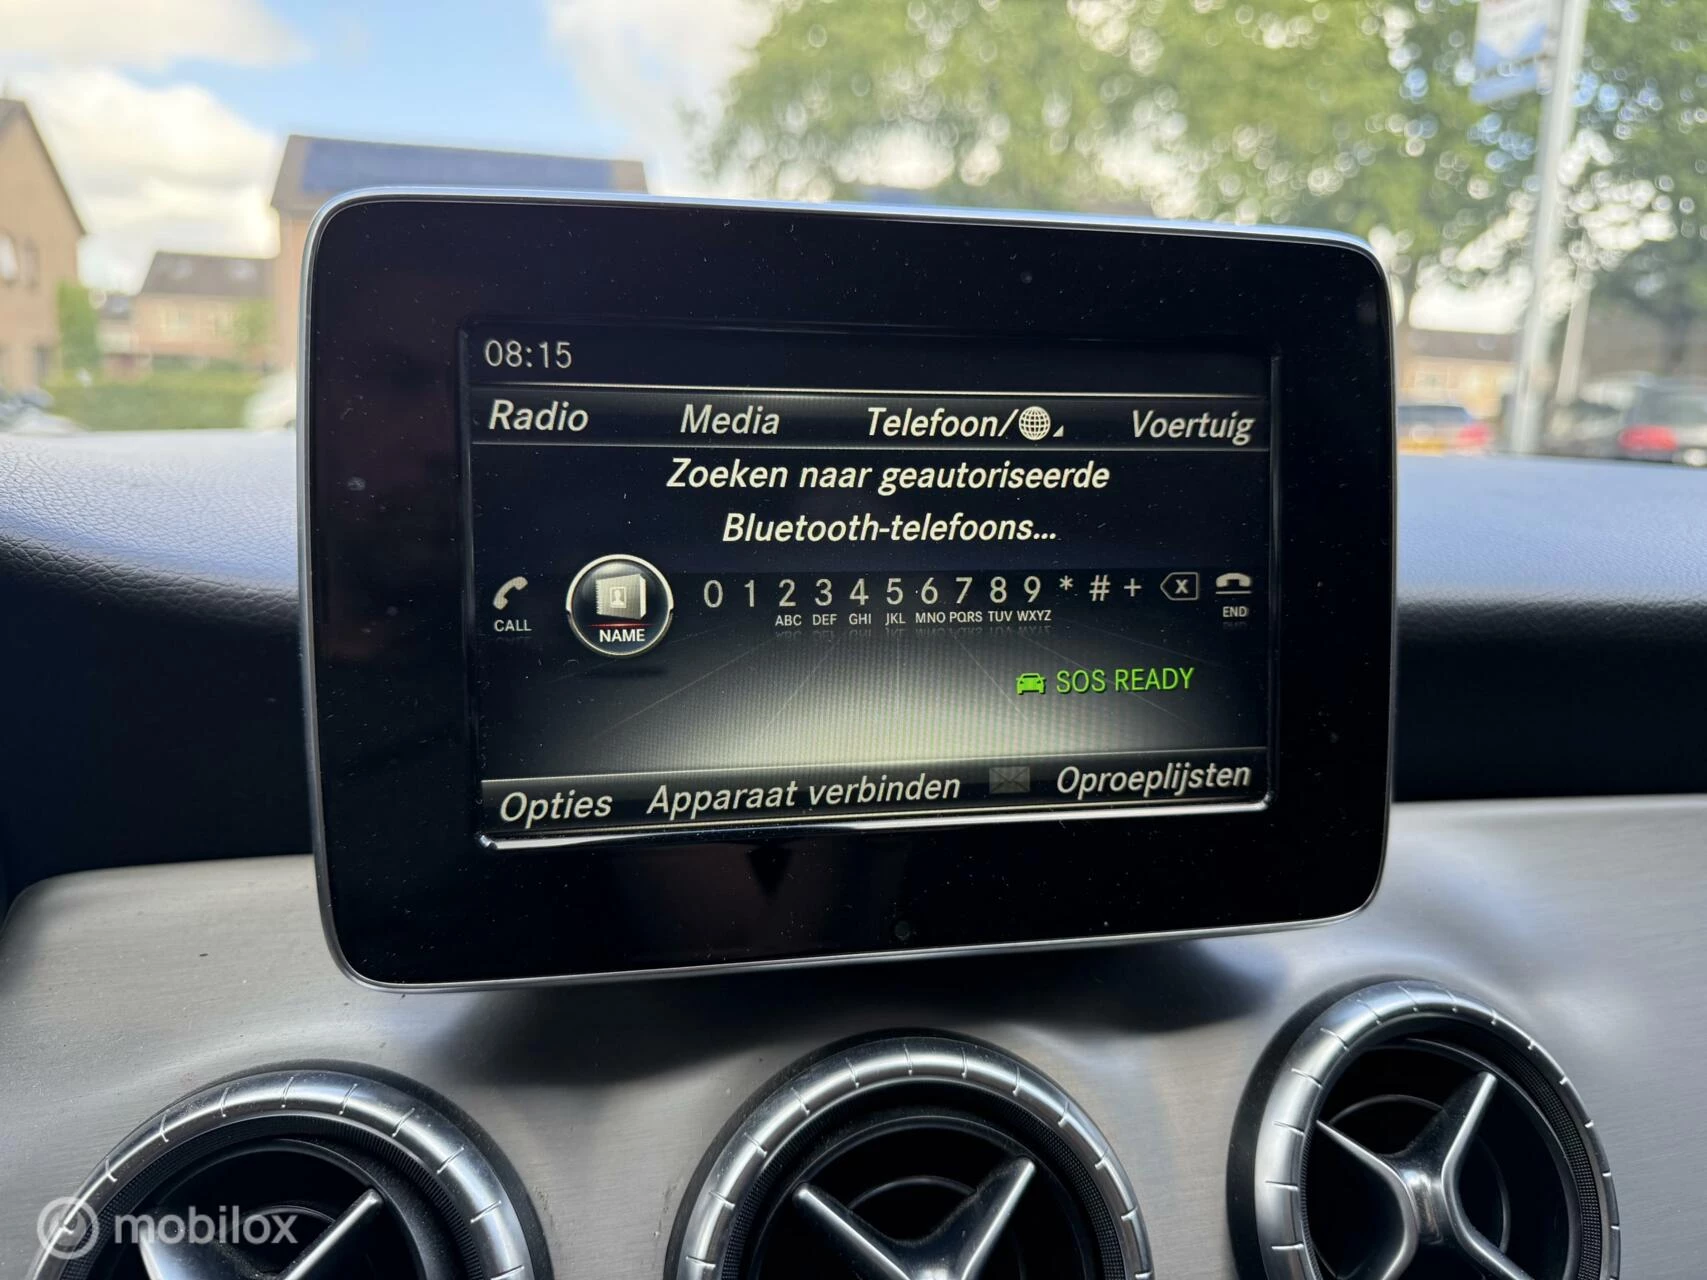 08:15
Radio Media Telefoon/ Voertuig
Zoeken naar geautoriseerde
Bluetooth-telefoons...
0 1 2 3 4 5 6 7 8 9 * # +
CALL NAME ABC DEF GHI JKL MNO PQRS TUV WXYZ END
SOS READY
Opties Apparaat verbinden Oproeplijsten
mobilox